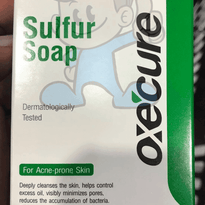 Sulfur
Soap
Dermatologically
Tested
oxecure
For Acne-prone Skin
Deeply cleanses the skin, helps control
excess oil, visibly minimizes pores,
reduces the accumulation of bacteria.